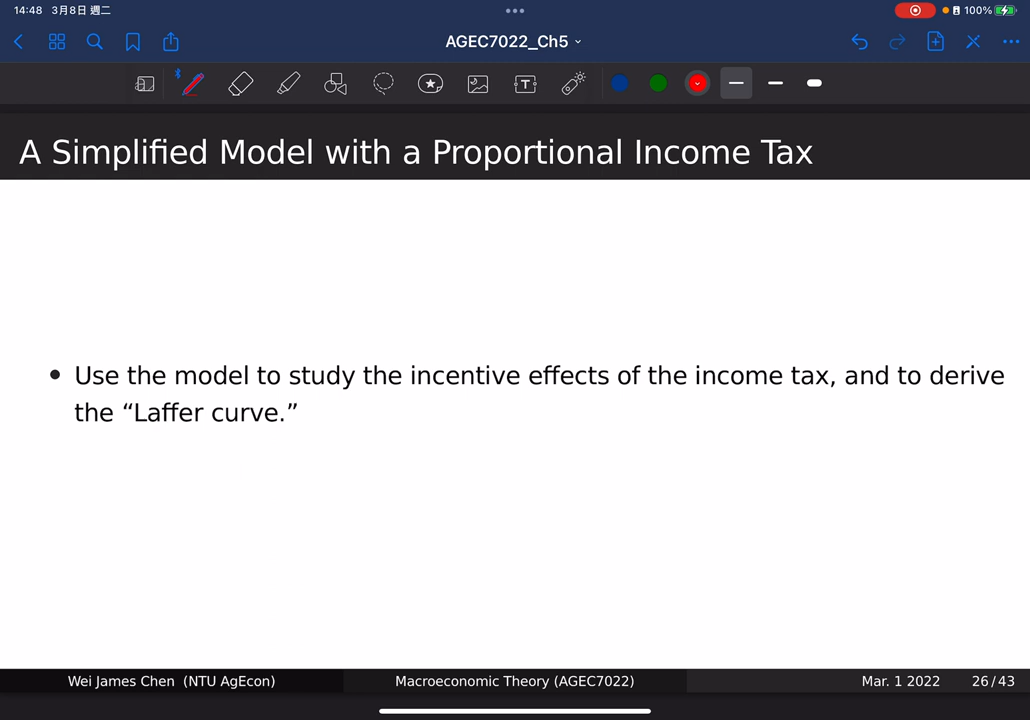 14:48 3月8日 週二
100%
AGEC7022_Ch5
A Simplified Model with a Proportional Income Tax
• Use the model to study the incentive effects of the income tax, and to derive
the “Laffer curve.”
Wei James Chen (NTU AgEcon) Macroeconomic Theory (AGEC7022) Mar. 1 2022 26/43